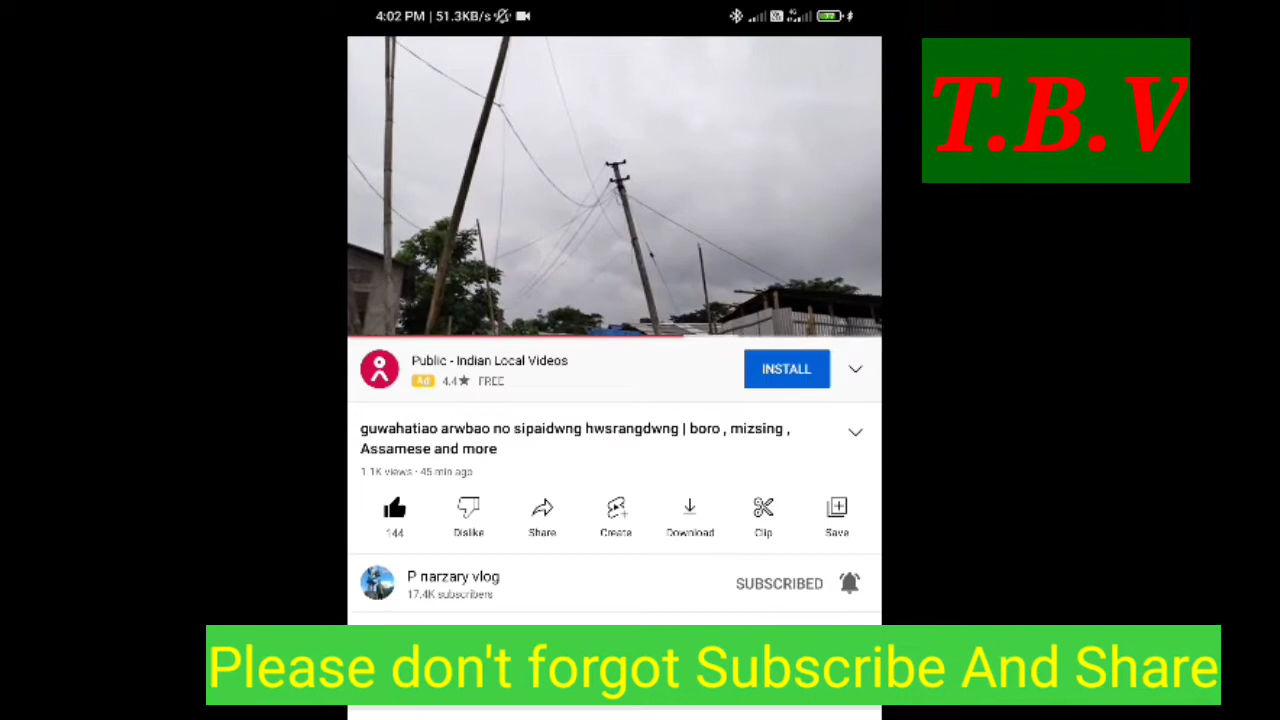 4:02 PM | 51.3KB/s
4G
77
T.B.V
Public - Indian Local Videos
INSTALL
Ad 4.4★ FREE
guwahatiao arwbao no sipaidwng hwsrangdwng | boro , mizsing ,
Assamese and more
1.1K views · 45 min ago
144
Dislike
Share
Create
Download
Clip
Save
P narzary vlog
SUBSCRIBED
17.4K subscribers
Please don't forgot Subscribe And Share